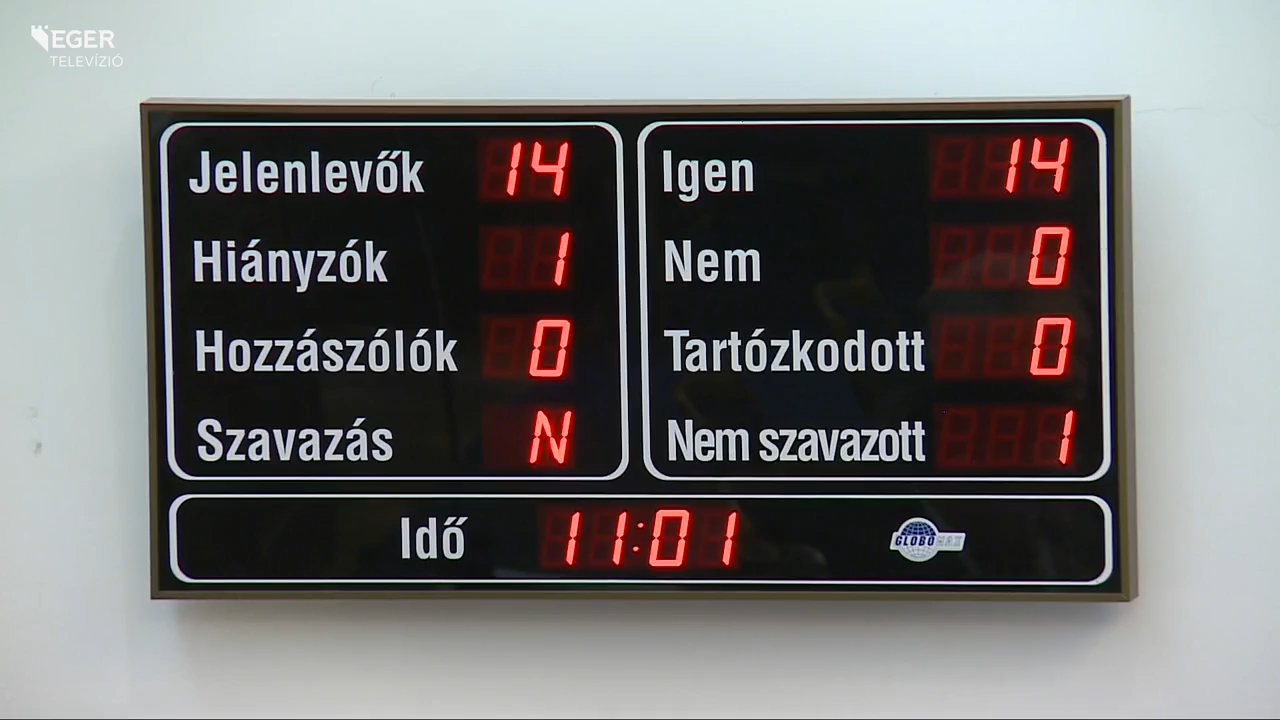 EGER
TELEVÍZIÓ
Jelenlevők 14
Hiányzók 1
Hozzászólók 0
Szavazás N
Igen 14
Nem 0
Tartózkodott 0
Nem szavazott 1
Idő 11:01
GLOBOMAX